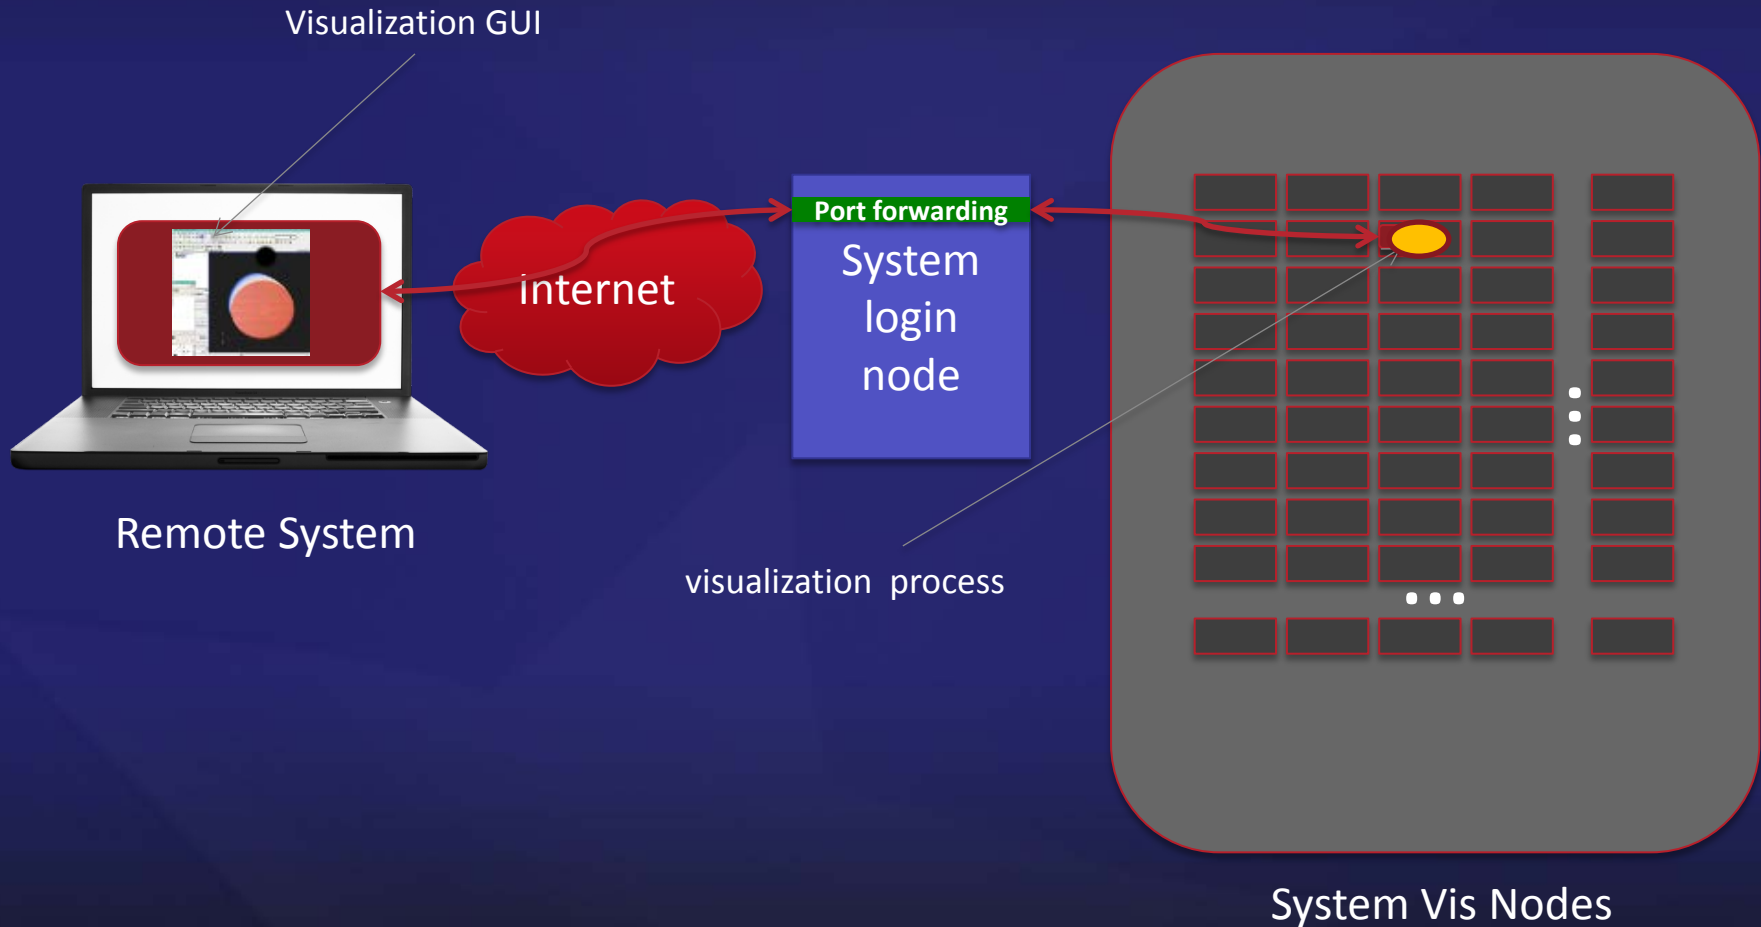 Visualization GUI
Port forwarding
System
login
node
Internet
Remote System
visualization process
System Vis Nodes